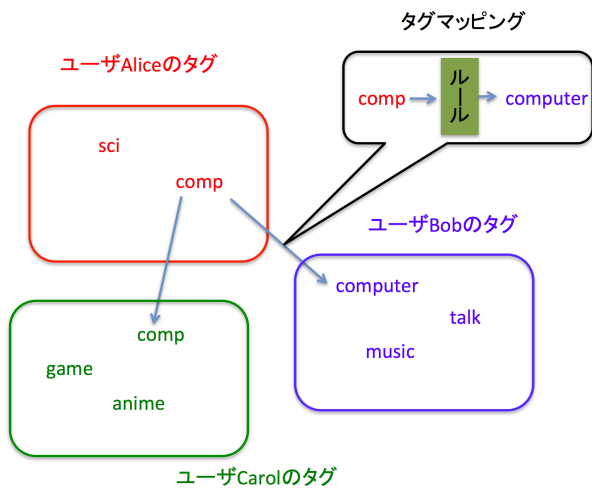 タグマッピング
ユーザAliceのタグ
comp
ルール
computer
sci
comp
ユーザBobのタグ
computer
talk
music
comp
game
anime
ユーザCarolのタグ